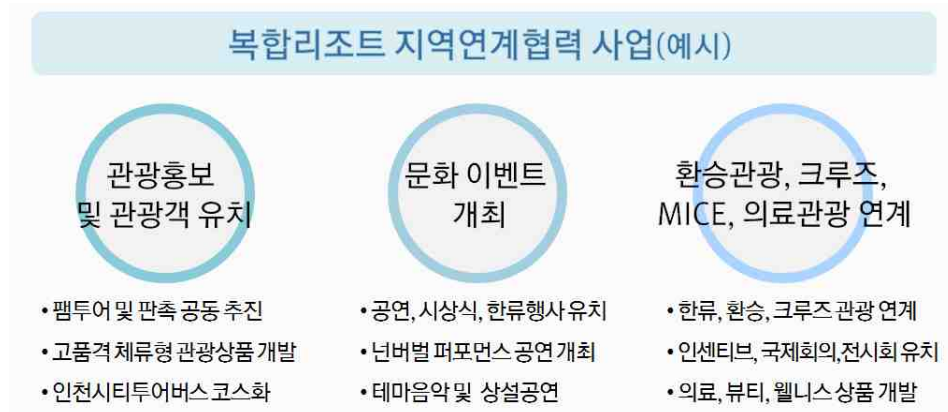 복합리조트 지역연계협력 사업(예시)
관광홍보
및 관광객 유치
• 팸투어 및 판촉 공동 추진
• 고품격 체류형 관광상품 개발
• 인천시티투어버스 코스화
문화 이벤트
개최
• 공연, 시상식, 한류행사 유치
• 넌버벌 퍼포먼스 공연 개최
• 테마음악 및 상설공연
환승관광, 크루즈,
MICE, 의료관광 연계
• 한류, 환승, 크루즈 관광 연계
• 인센티브, 국제회의,전시회 유치
• 의료, 뷰티, 웰니스 상품 개발